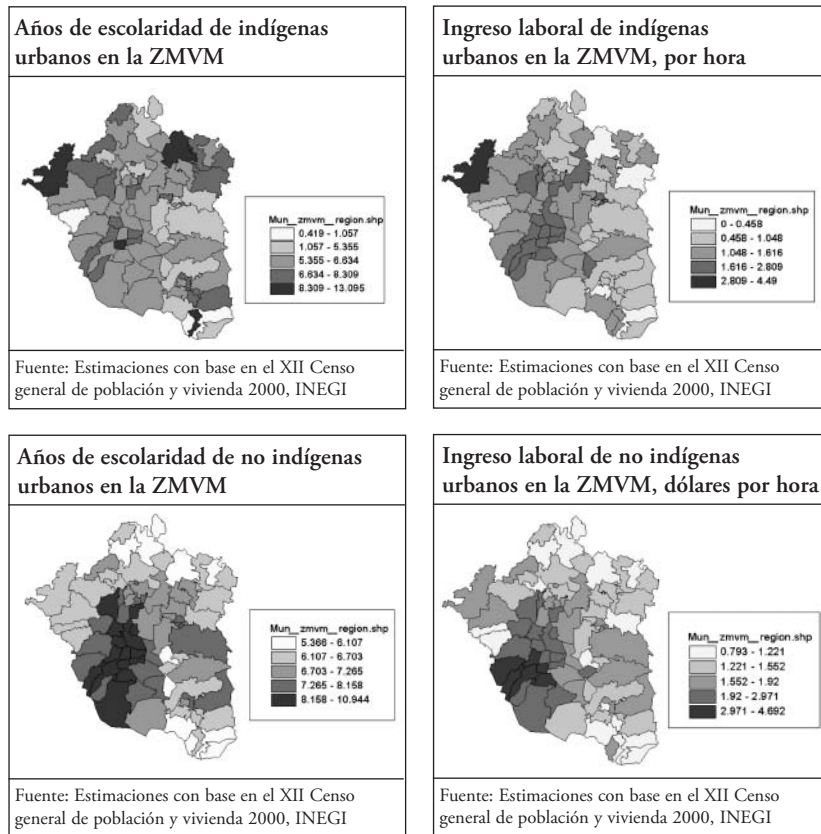 Años de escolaridad de indígenas
urbanos en la ZMVM
Mun__zmvm__region.shp
0.419 - 1.057
1.057 - 5.355
5.355 - 6.634
6.634 - 8.309
8.309 - 13.095
Fuente: Estimaciones con base en el XII Censo
general de población y vivienda 2000, INEGI
Ingreso laboral de indígenas
urbanos en la ZMVM, por hora
Mun__zmvm__region.shp
0 - 0.458
0.458 - 1.048
1.048 - 1.616
1.616 - 2.809
2.809 - 4.49
Fuente: Estimaciones con base en el XII Censo
general de población y vivienda 2000, INEGI
Años de escolaridad de no indígenas
urbanos en la ZMVM
Mun__zmvm__region.shp
5.366 - 6.107
6.107 - 6.703
6.703 - 7.265
7.265 - 8.158
8.158 - 10.944
Fuente: Estimaciones con base en el XII Censo
general de población y vivienda 2000, INEGI
Ingreso laboral de no indígenas
urbanos en la ZMVM, dólares por hora
Mun__zmvm__region.shp
0.793 - 1.221
1.221 - 1.552
1.552 - 1.92
1.92 - 2.971
2.971 - 4.692
Fuente: Estimaciones con base en el XII Censo
general de población y vivienda 2000, INEGI